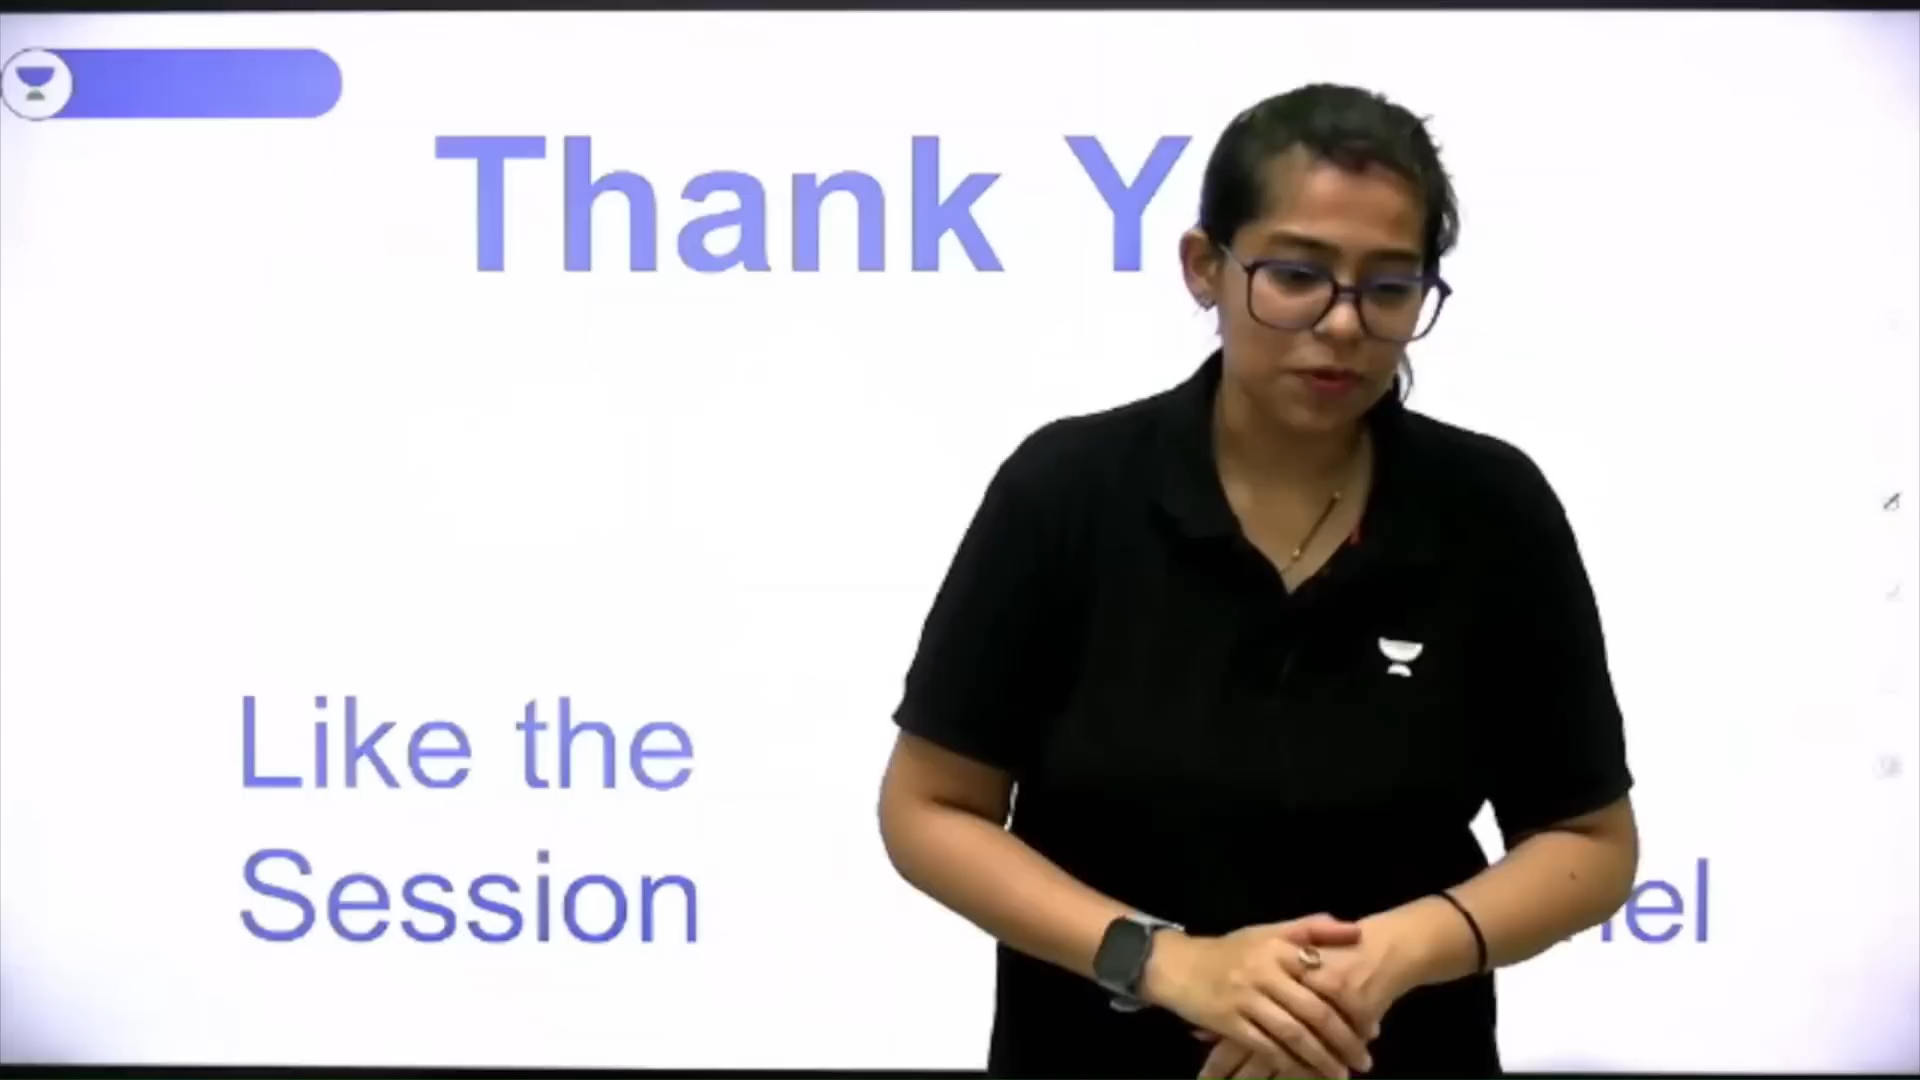 Thank Y
Like the
Session
nel